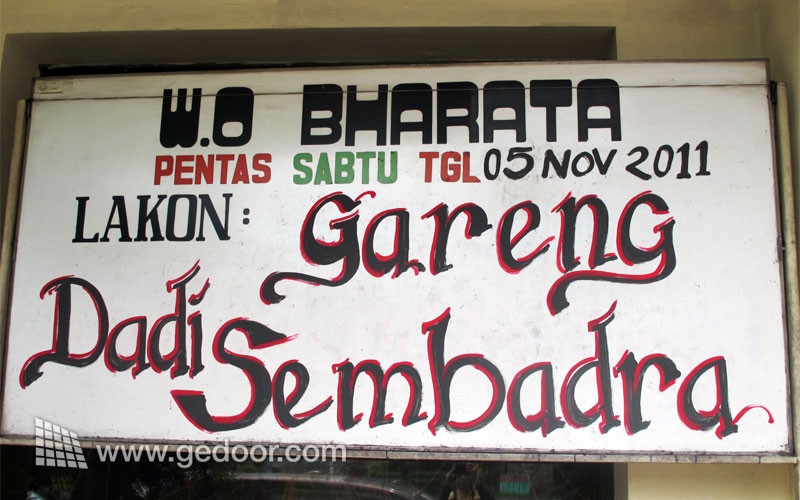 W.O BHARATA
PENTAS SABTU TGL 05 NOV 2011
LAKON: Gareng
Dadi Sembadra
www.gedoor.com